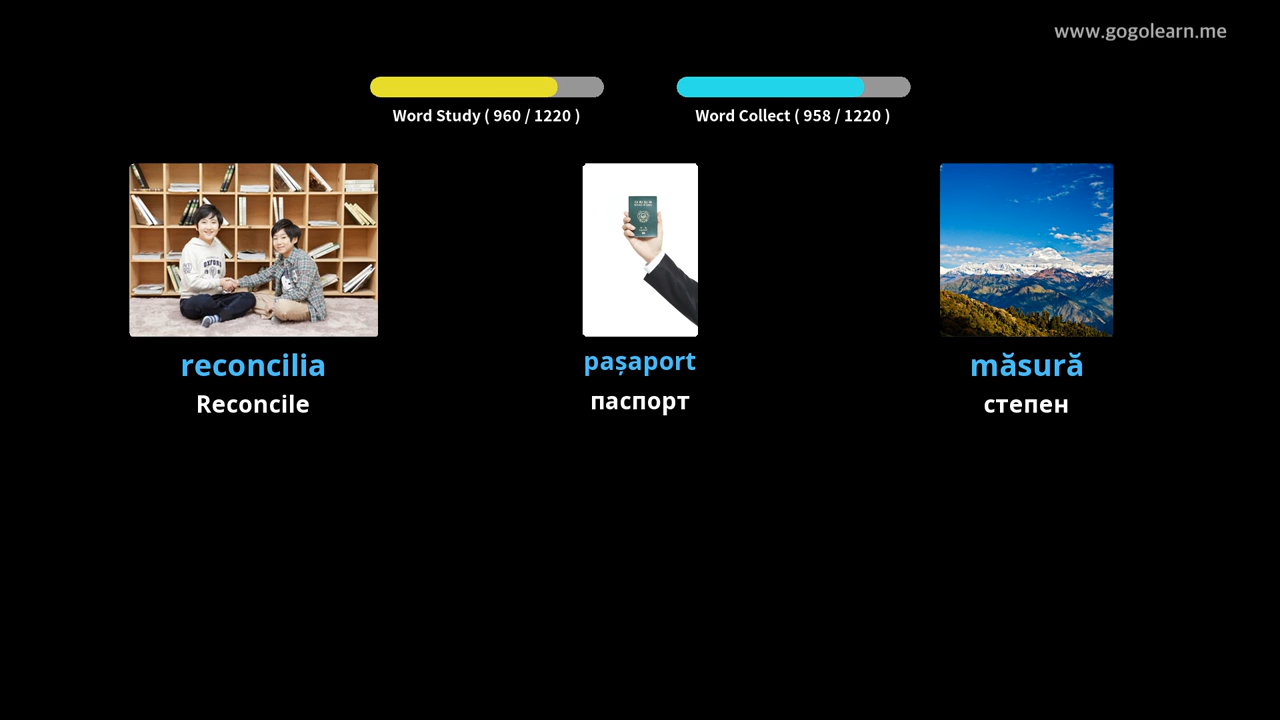 www.gogolearn.me
Word Study ( 960 / 1220 )
Word Collect ( 958 / 1220 )
reconcilia
Reconcile
pașaport
паспорт
măsură
степен